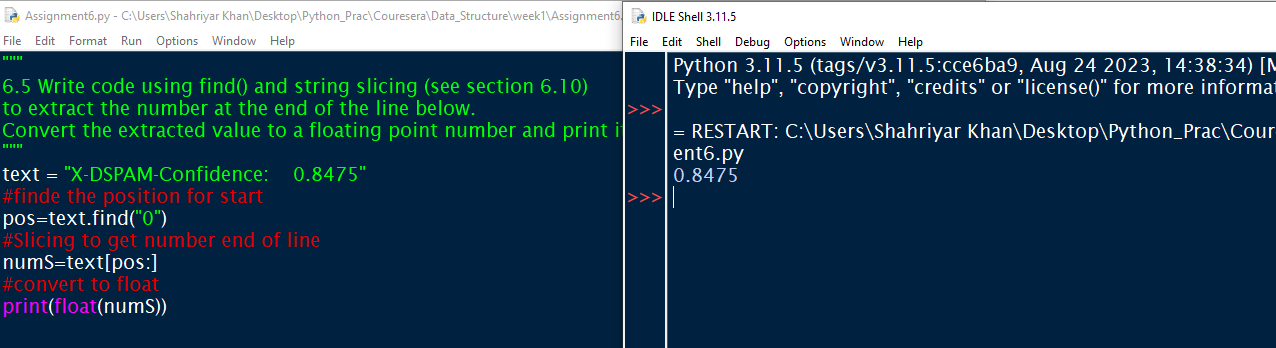 Assignment6.py - C:\Users\Shahriyar Khan\Desktop\Python_Prac\Couresera\Data_Structure\week1\Assignment6.
File Edit Format Run Options Window Help
"""
6.5 Write code using find() and string slicing (see section 6.10)
to extract the number at the end of the line below.
Convert the extracted value to a floating point number and print i
"""
text = "X-DSPAM-Confidence:    0.8475"
#finde the position for start
pos=text.find("0")
#Slicing to get number end of line
numS=text[pos:]
#convert to float
print(float(numS))
IDLE Shell 3.11.5
File Edit Shell Debug Options Window Help
Python 3.11.5 (tags/v3.11.5:cce6ba9, Aug 24 2023, 14:38:34) [M
Type "help", "copyright", "credits" or "license()" for more informa
>>>
= RESTART: C:\Users\Shahriyar Khan\Desktop\Python_Prac\Cour
ent6.py
0.8475
>>>